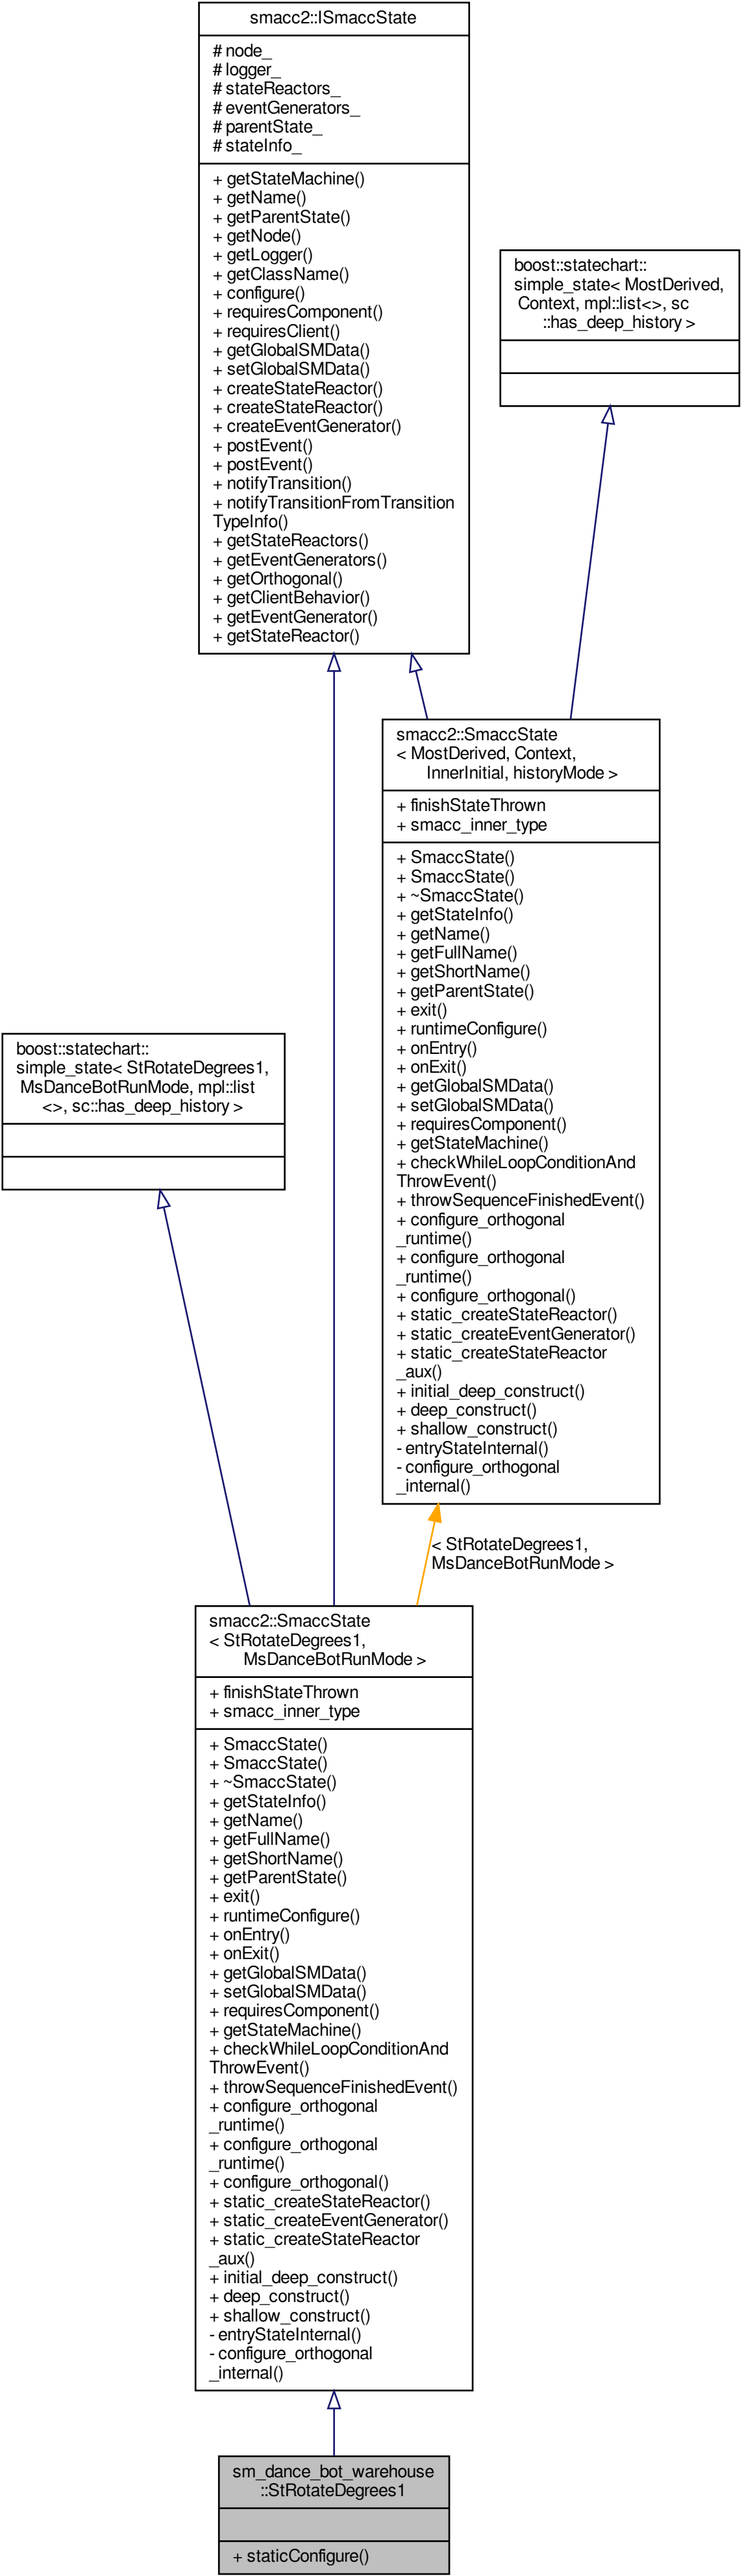 smacc2::ISmaccState
# node_
# logger_
# stateReactors_
# eventGenerators_
# parentState_
# stateInfo_
+ getStateMachine()
+ getName()
+ getParentState()
+ getNode()
+ getLogger()
+ getClassName()
+ configure()
+ requiresComponent()
+ requiresClient()
+ getGlobalSMData()
+ setGlobalSMData()
+ createStateReactor()
+ createStateReactor()
+ createEventGenerator()
+ postEvent()
+ postEvent()
+ notifyTransition()
+ notifyTransitionFromTransition
TypeInfo()
+ getStateReactors()
+ getEventGenerators()
+ getOrthogonal()
+ getClientBehavior()
+ getEventGenerator()
+ getStateReactor()
boost::statechart::
simple_state< MostDerived,
Context, mpl::list<>, sc
::has_deep_history >
smacc2::SmaccState
< MostDerived, Context,
InnerInitial, historyMode >
+ finishStateThrown
+ smacc_inner_type
+ SmaccState()
+ SmaccState()
+ ~SmaccState()
+ getStateInfo()
+ getName()
+ getFullName()
+ getShortName()
+ getParentState()
+ exit()
+ runtimeConfigure()
+ onEntry()
+ onExit()
+ getGlobalSMData()
+ setGlobalSMData()
+ requiresComponent()
+ getStateMachine()
+ checkWhileLoopConditionAnd
ThrowEvent()
+ throwSequenceFinishedEvent()
+ configure_orthogonal
_runtime()
+ configure_orthogonal
_runtime()
+ configure_orthogonal()
+ static_createStateReactor()
+ static_createEventGenerator()
+ static_createStateReactor
_aux()
+ initial_deep_construct()
+ deep_construct()
+ shallow_construct()
- entryStateInternal()
- configure_orthogonal
_internal()
boost::statechart::
simple_state< StRotateDegrees1,
MsDanceBotRunMode, mpl::list
<>, sc::has_deep_history >
< StRotateDegrees1,
MsDanceBotRunMode >
smacc2::SmaccState
< StRotateDegrees1,
MsDanceBotRunMode >
+ finishStateThrown
+ smacc_inner_type
+ SmaccState()
+ SmaccState()
+ ~SmaccState()
+ getStateInfo()
+ getName()
+ getFullName()
+ getShortName()
+ getParentState()
+ exit()
+ runtimeConfigure()
+ onEntry()
+ onExit()
+ getGlobalSMData()
+ setGlobalSMData()
+ requiresComponent()
+ getStateMachine()
+ checkWhileLoopConditionAnd
ThrowEvent()
+ throwSequenceFinishedEvent()
+ configure_orthogonal
_runtime()
+ configure_orthogonal
_runtime()
+ configure_orthogonal()
+ static_createStateReactor()
+ static_createEventGenerator()
+ static_createStateReactor
_aux()
+ initial_deep_construct()
+ deep_construct()
+ shallow_construct()
- entryStateInternal()
- configure_orthogonal
_internal()
sm_dance_bot_warehouse
::StRotateDegrees1
+ staticConfigure()